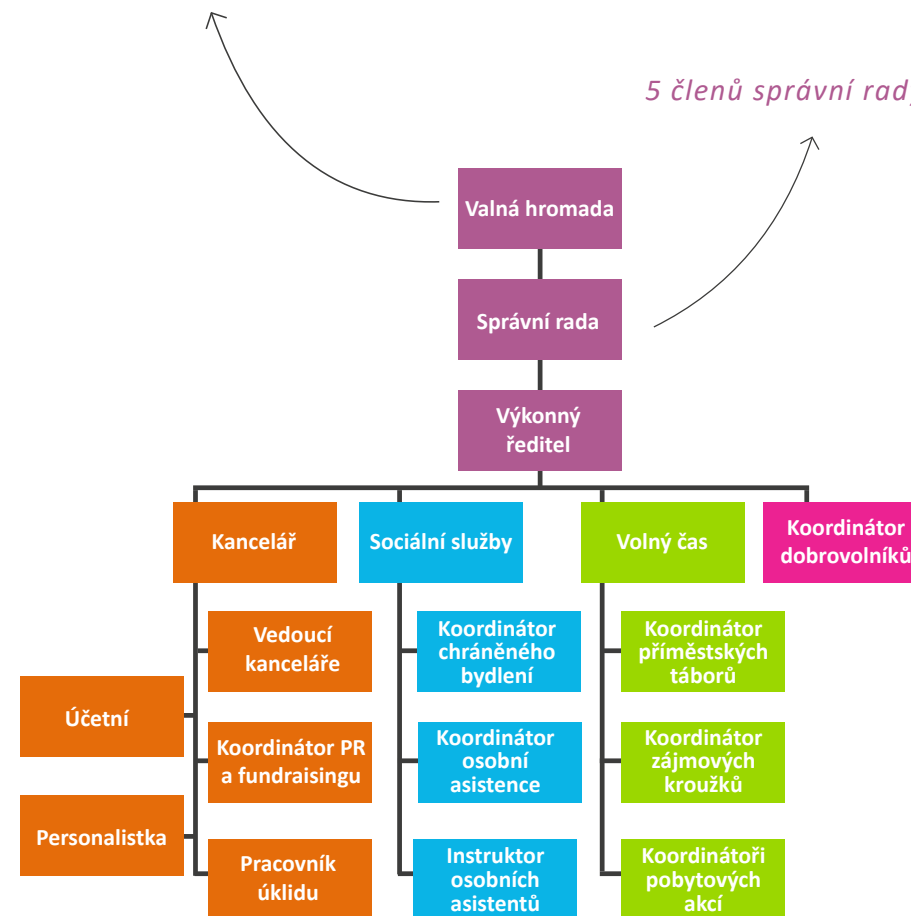 5 členů správní rady
Valná hromada
Správní rada
Výkonný
ředitel
Kancelář
Sociální služby
Volný čas
Koordinátor
dobrovolníků
Vedoucí
kanceláře
Koordinátor
chráněného
bydlení
Koordinátor
příměstských
táborů
Účetní
Koordinátor PR
a fundraisingu
Koordinátor
osobní
asistence
Koordinátor
zájmových
kroužků
Personalistka
Pracovník
úklidu
Instruktor
osobních
asistentů
Koordinátoři
pobytových
akcí